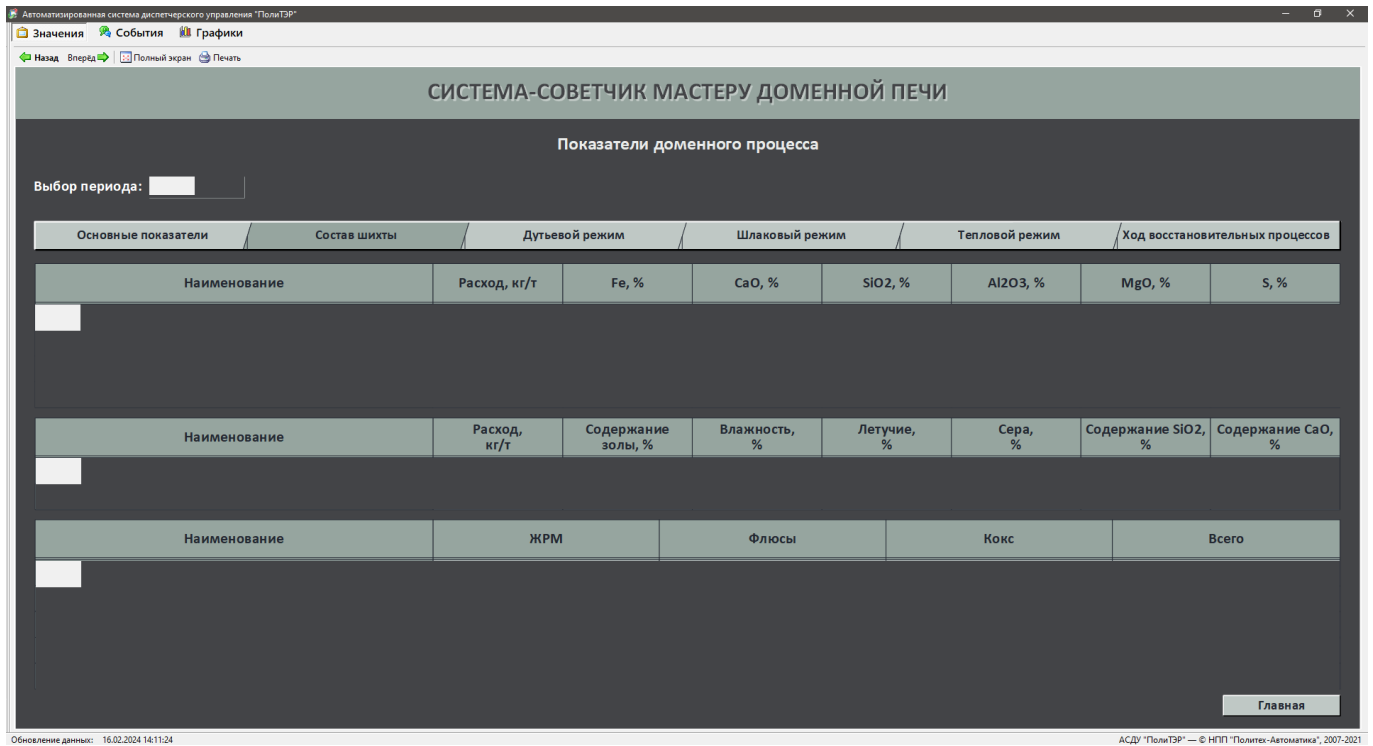 Автоматизированная система диспетчерского управления "ПолиТЭР"
Значения События Графики
Назад Вперёд Полный экран Печать
СИСТЕМА-СОВЕТЧИК МАСТЕРУ ДОМЕННОЙ ПЕЧИ
Показатели доменного процесса
Выбор периода:
Основные показатели Состав шихты Дутьевой режим Шлаковый режим Тепловой режим Ход восстановительных процессов
Наименование Расход, кг/т Fe, % CaO, % SiO2, % Al2O3, % MgO, % S, %
Наименование Расход, кг/т Содержание золы, % Влажность, % Летучие, % Сера, % Содержание SiO2, % Содержание CaO, %
Наименование ЖРМ Флюсы Кокс Всего
Главная
Обновление данных: 16.02.2024 14:11:24 АСДУ "ПолиТЭР" — © НПП "Политех-Автоматика", 2007-2021